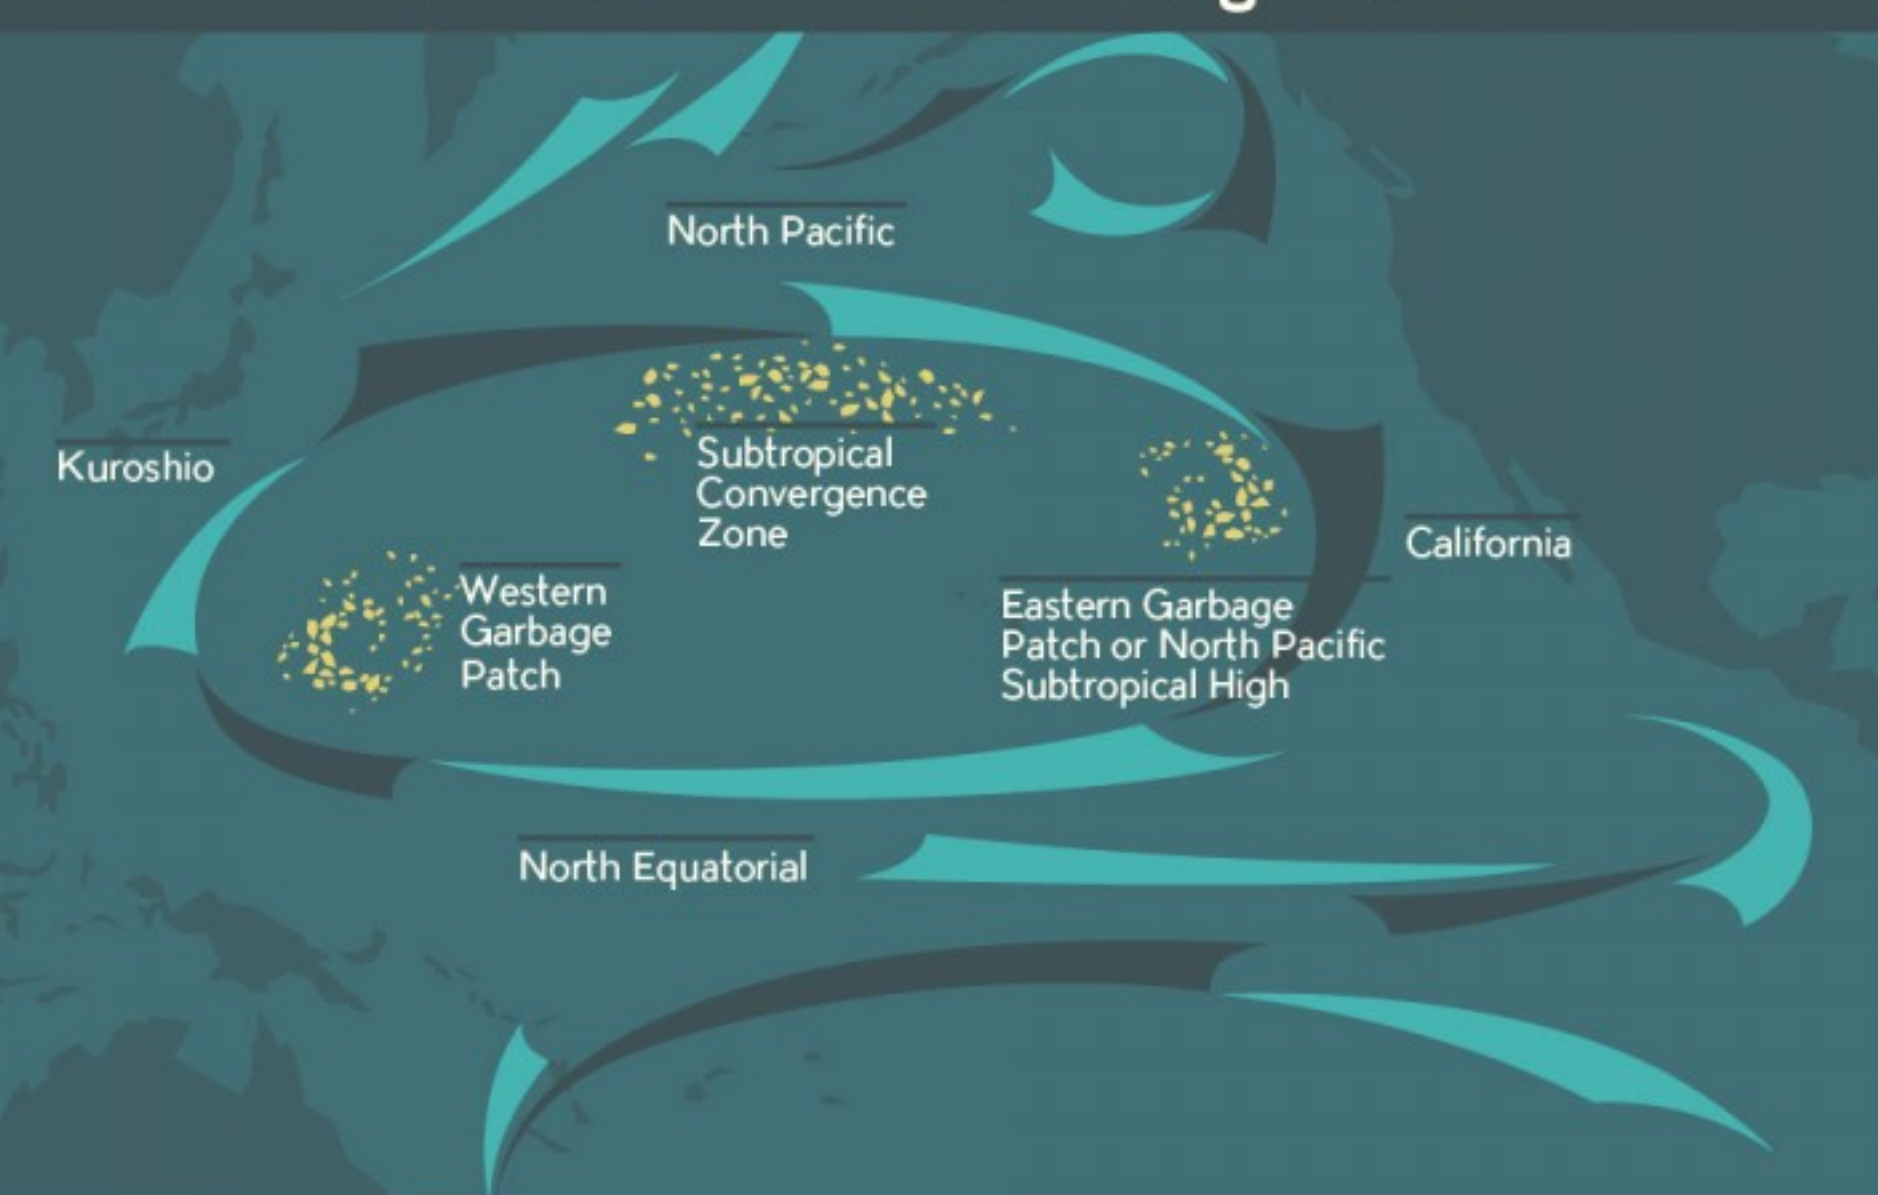 North Pacific
Kuroshio
Subtropical
Convergence
Zone
California
Western
Garbage
Patch
Eastern Garbage
Patch or North Pacific
Subtropical High
North Equatorial